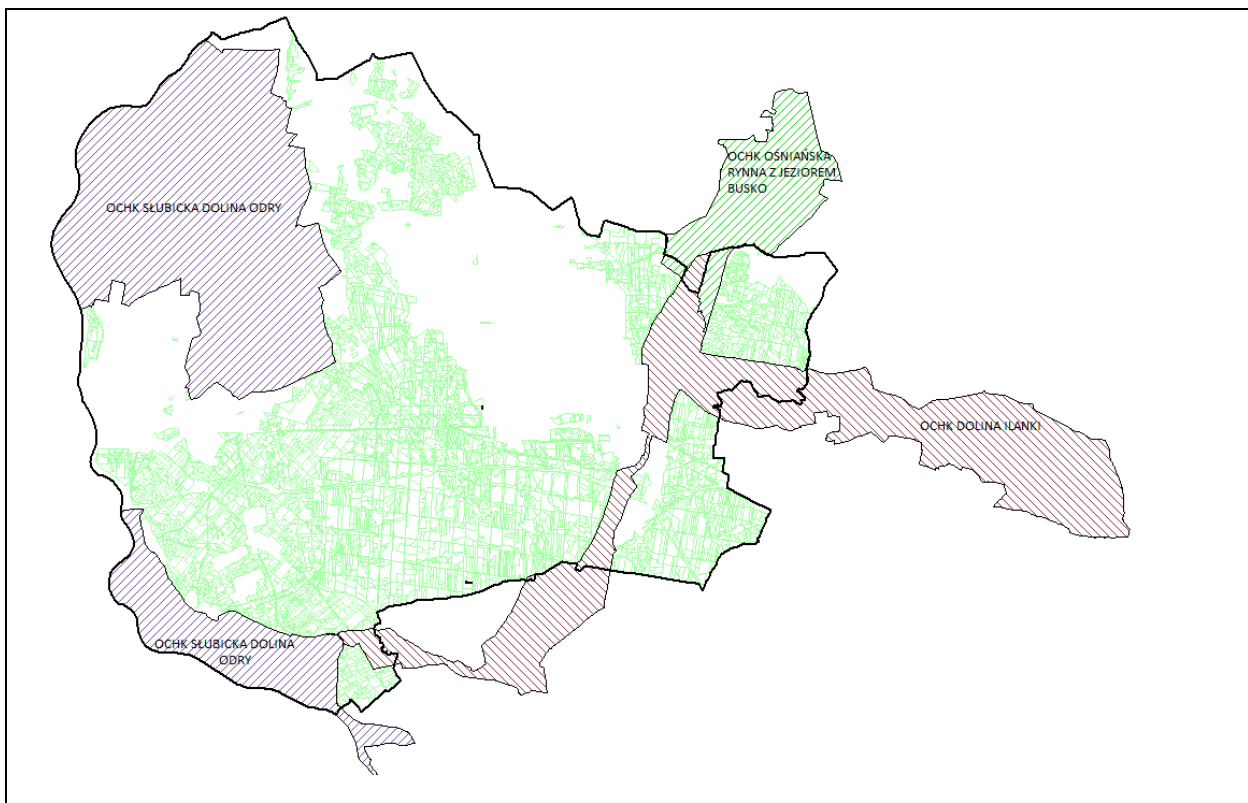 OCHK OŚNIAŃSKA
RYNNA Z JEZIOREM
BUSKO
OCHK SŁUBICKA DOLINA ODRY
OCHK DOLINA ILANKI
OCHK SŁUBICKA DOLINA
ODRY